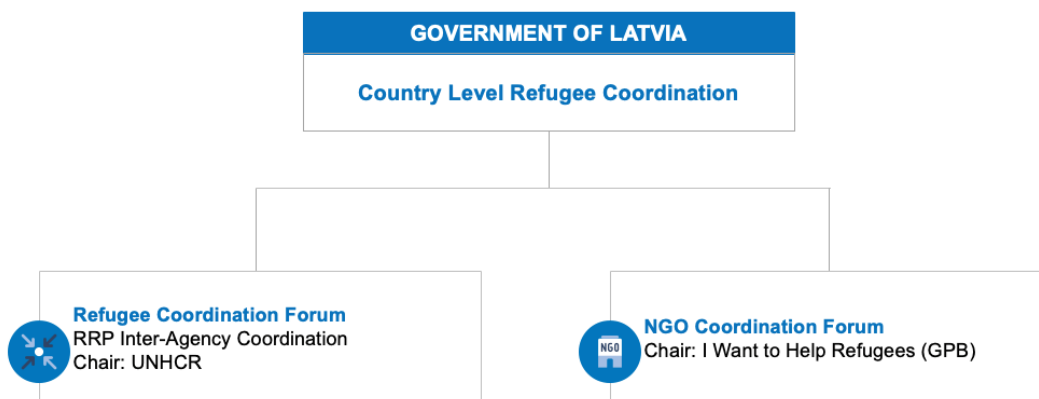 GOVERNMENT OF LATVIA
Country Level Refugee Coordination
Refugee Coordination Forum
RRP Inter-Agency Coordination
Chair: UNHCR
NGO
NGO Coordination Forum
Chair: I Want to Help Refugees (GPB)